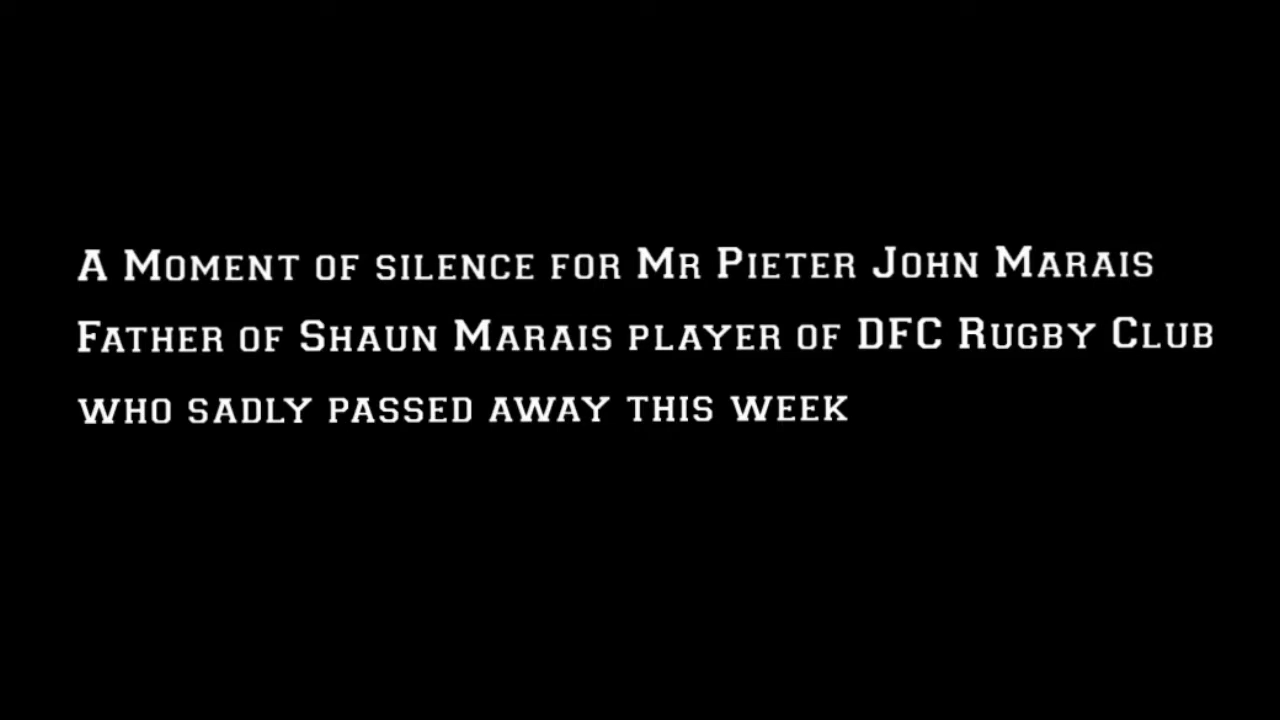 A Moment of silence for Mr Pieter John Marais
Father of Shaun Marais player of DFC Rugby Club
who sadly passed away this week